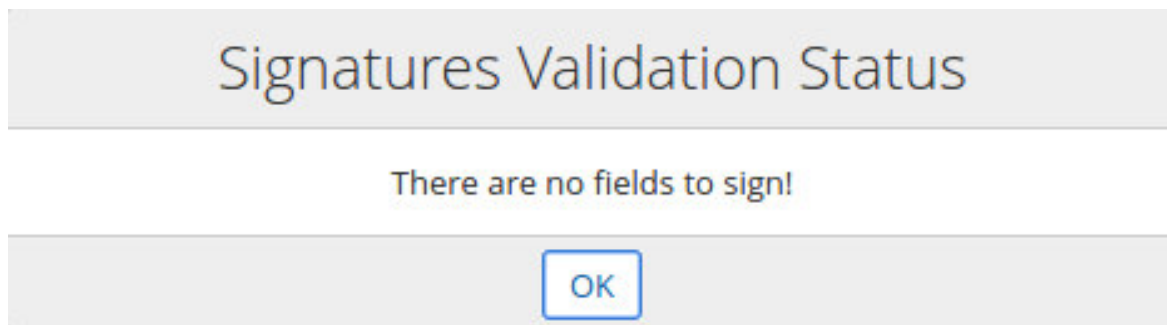 Signatures Validation Status
There are no fields to sign!
OK